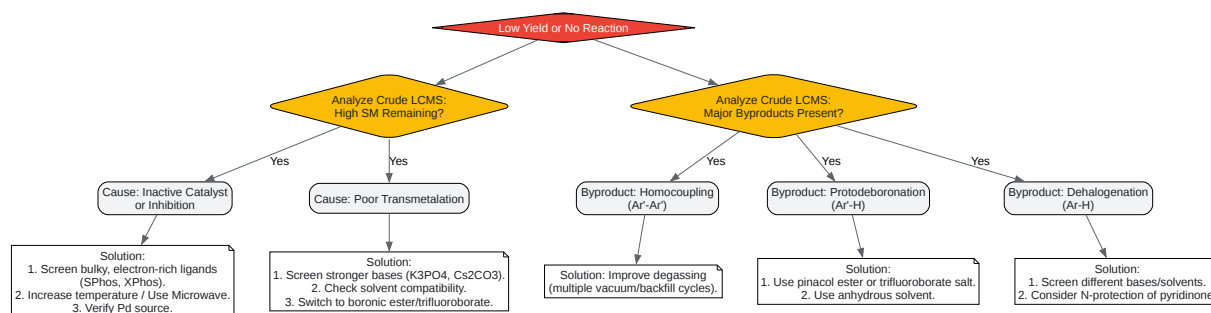 Low Yield or No Reaction
Analyze Crude LCMS:
High SM Remaining?
Analyze Crude LCMS:
Major Byproducts Present?
Yes
Yes
Yes
Yes
Yes
Cause: Inactive Catalyst
or Inhibition
Cause: Poor Transmetalation
Byproduct: Homocoupling
(Ar'-Ar')
Byproduct: Protodeboronation
(Ar'-H)
Byproduct: Dehalogenation
(Ar-H)
Solution:
1. Screen bulky, electron-rich ligands
(SPhos, XPhos).
2. Increase temperature / Use Microwave.
3. Verify Pd source.
Solution:
1. Screen stronger bases (K3PO4, Cs2CO3).
2. Check solvent compatibility.
3. Switch to boronic ester/trifluoroborate.
Solution: Improve degassing
(multiple vacuum/backfill cycles).
Solution:
1. Use pinacol ester or trifluoroborate salt.
2. Use anhydrous solvent.
Solution:
1. Screen different bases/solvents.
2. Consider N-protection of pyridinone.